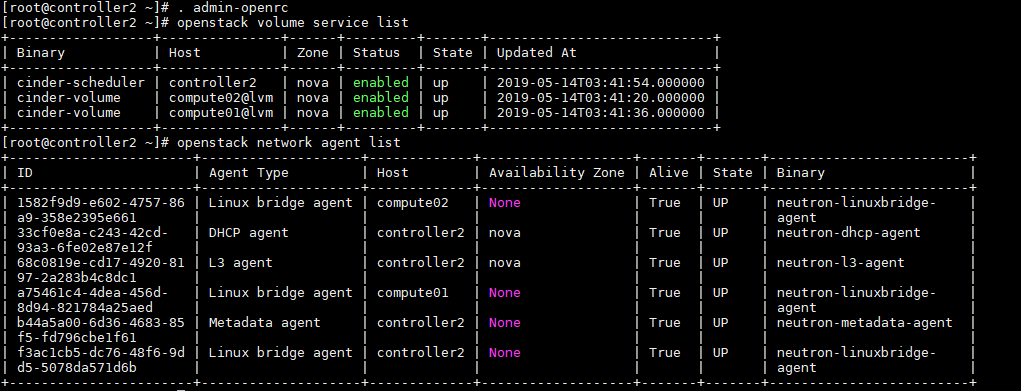 [root@controller2 ~]# . admin-openrc
[root@controller2 ~]# openstack volume service list
+------------------+---------------+------+---------+-------+----------------------------+
| Binary           | Host          | Zone | Status  | State | Updated At                 |
+------------------+---------------+------+---------+-------+----------------------------+
| cinder-scheduler | controller2   | nova | enabled | up    | 2019-05-14T03:41:54.000000 |
| cinder-volume    | compute02@lvm | nova | enabled | up    | 2019-05-14T03:41:20.000000 |
| cinder-volume    | compute01@lvm | nova | enabled | up    | 2019-05-14T03:41:36.000000 |
+------------------+---------------+------+---------+-------+----------------------------+
[root@controller2 ~]# openstack network agent list
+----------------------+--------------------+-------------+-------------------+-------+-------+------------------------+
| ID                   | Agent Type         | Host        | Availability Zone | Alive | State | Binary                 |
+----------------------+--------------------+-------------+-------------------+-------+-------+------------------------+
| 1582f9d9-e602-4757-86 | Linux bridge agent | compute02   | None              | True  | UP    | neutron-linuxbridge-   |
| a9-358e2395e661      |                    |             |                   |       |       | agent                  |
| 33cf0e8a-c243-42cd-  | DHCP agent         | controller2 | nova              | True  | UP    | neutron-dhcp-agent     |
| 93a3-6fe02e87e12f    |                    |             |                   |       |       |                        |
| 68c0819e-cd17-4920-81 | L3 agent           | controller2 | nova              | True  | UP    | neutron-l3-agent       |
| 97-2a283b4c8dc1      |                    |             |                   |       |       |                        |
| a75461c4-4dea-456d-  | Linux bridge agent | compute01   | None              | True  | UP    | neutron-linuxbridge-   |
| 8d94-821784a25aed    |                    |             |                   |       |       | agent                  |
| b44a5a00-6d36-4683-85 | Metadata agent     | controller2 | None              | True  | UP    | neutron-metadata-agent |
| f5-fd796cbe1f61      |                    |             |                   |       |       |                        |
| f3ac1cb5-dc76-48f6-9d | Linux bridge agent | controller2 | None              | True  | UP    | neutron-linuxbridge-   |
| d5-5078da571d6b      |                    |             |                   |       |       | agent                  |
+----------------------+--------------------+-------------+-------------------+-------+-------+------------------------+